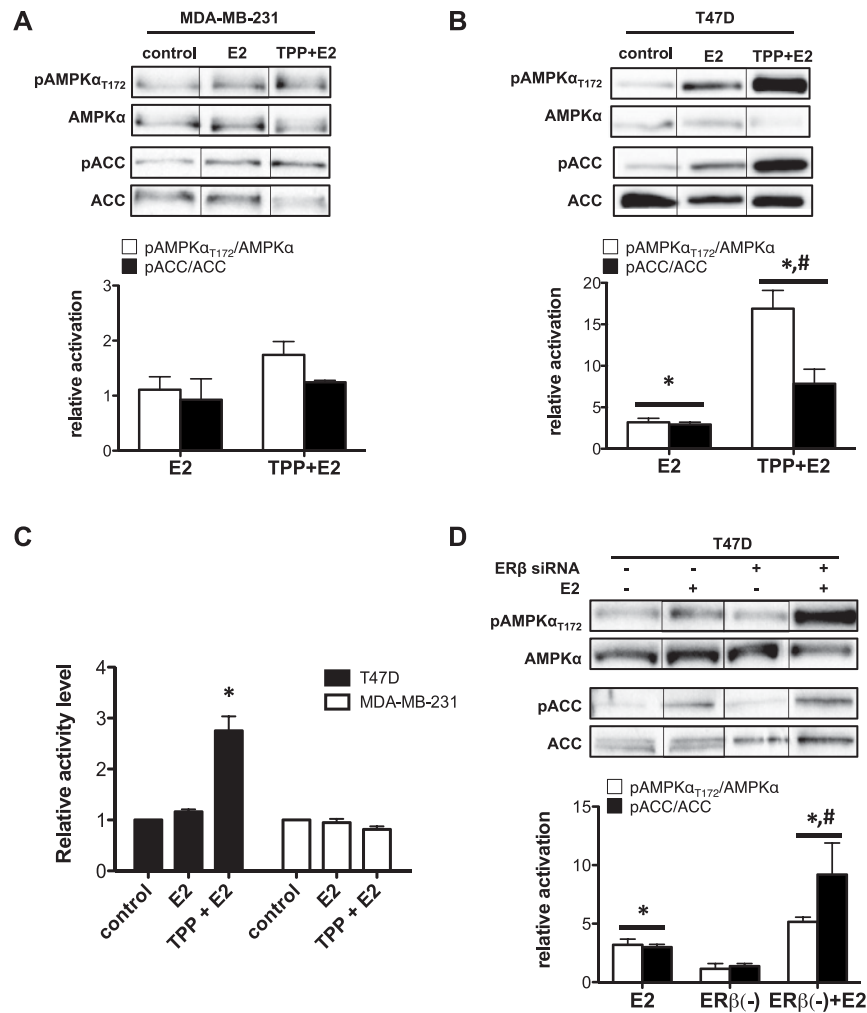 A
MDA-MB-231
control E2 TPP+E2
pAMPKαT172
AMPKα
pACC
ACC
pAMPKαT172/AMPKα
pACC/ACC
relative activation
3
2
1
0
E2 TPP+E2
B
T47D
control E2 TPP+E2
pAMPKαT172
AMPKα
pACC
ACC
pAMPKαT172/AMPKα
pACC/ACC
relative activation
20
15
10
5
0
*
*,#
E2 TPP+E2
C
Relative activity level
4
3
2
1
0
*
T47D
MDA-MB-231
control E2 TPP + E2 control E2 TPP + E2
D
T47D
ERβ siRNA - - + +
E2 - + - +
pAMPKαT172
AMPKα
pACC
ACC
pAMPKαT172/AMPKα
pACC/ACC
relative activation
15
10
5
0
*
*,#
E2 ERβ(-) ERβ(-)+E2